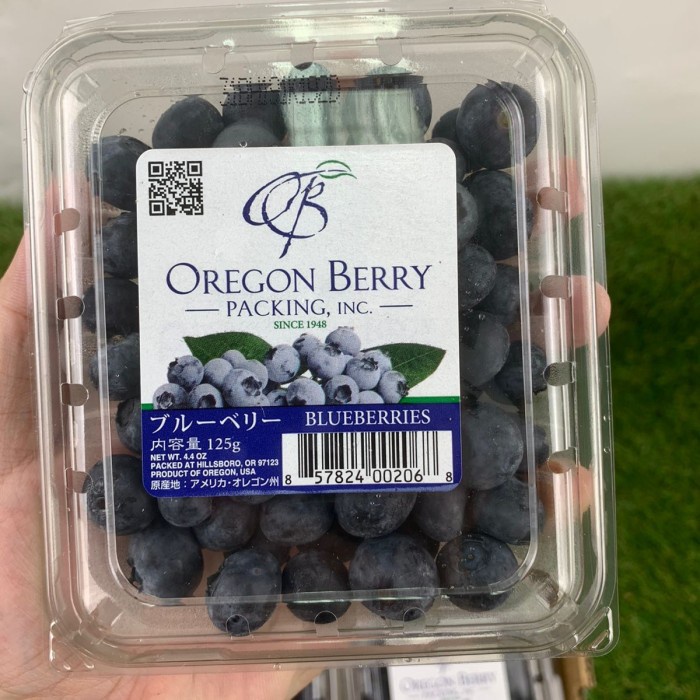 OREGON BERRY
PACKING, INC.
SINCE 1948
ブルーベリー BLUEBERRIES
内容量 125g
NET WT. 4.4 OZ
PACKED AT HILLSBORO, OR 97123
PRODUCT OF OREGON, USA
原産地：アメリカ・オレゴン州
8 57824 00206 8
OREGON BERRY